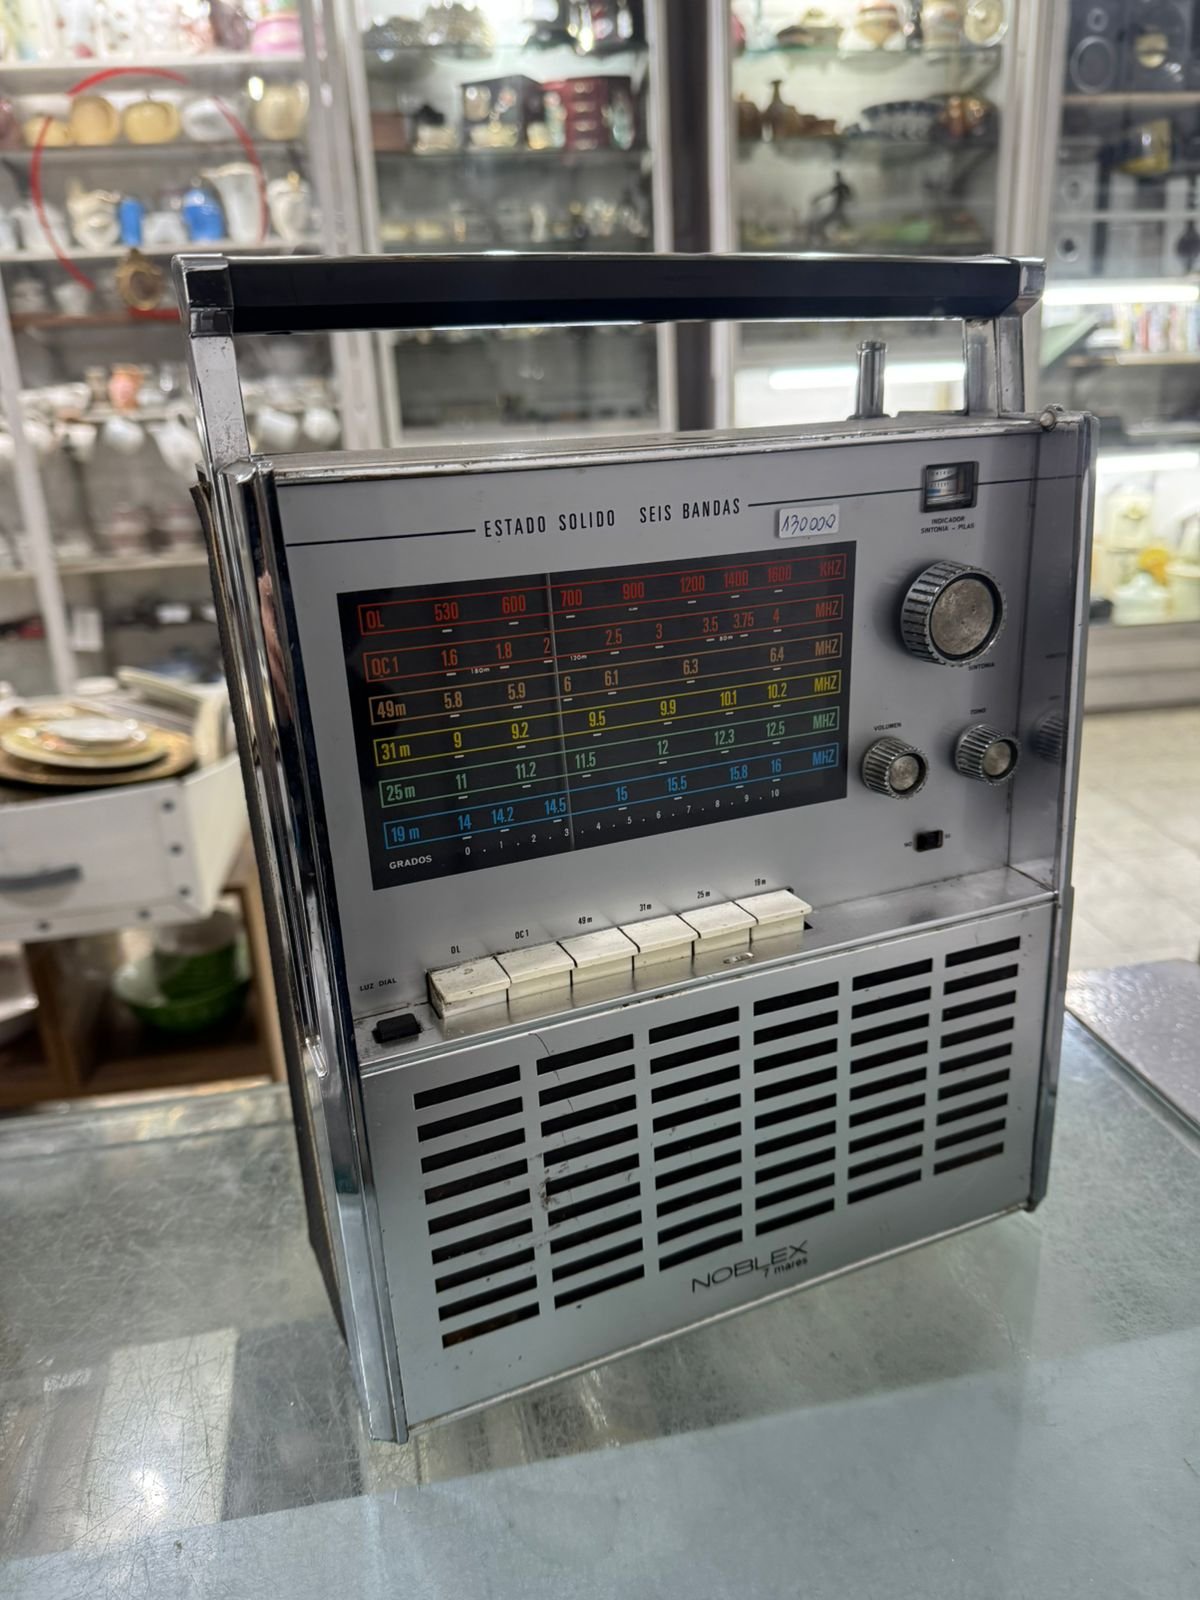 ESTADO SOLIDO SEIS BANDAS
130000
INDICADOR
SINTONIA - PILAS
OL 530 600 700 900 1200 1400 1600 KHZ
OC1 1.6 1.8 2 2.5 3 3.5 3.75 4 MHZ
160m 120m 80m
49m 5.8 5.9 6 6.1 6.3 6.4 MHZ
31m 9 9.2 9.5 9.9 10.1 10.2 MHZ
25m 11 11.2 11.5 12 12.3 12.5 MHZ
19m 14 14.2 14.5 15 15.5 15.8 16 MHZ
GRADOS 0 . 1 . 2 . 3 . 4 . 5 . 6 . 7 . 8 . 9 . 10
SINTONIA
VOLUMEN
TONO
OL OC1 49m 31m 25m 19m
LUZ DIAL
NOBLEX
7 mares